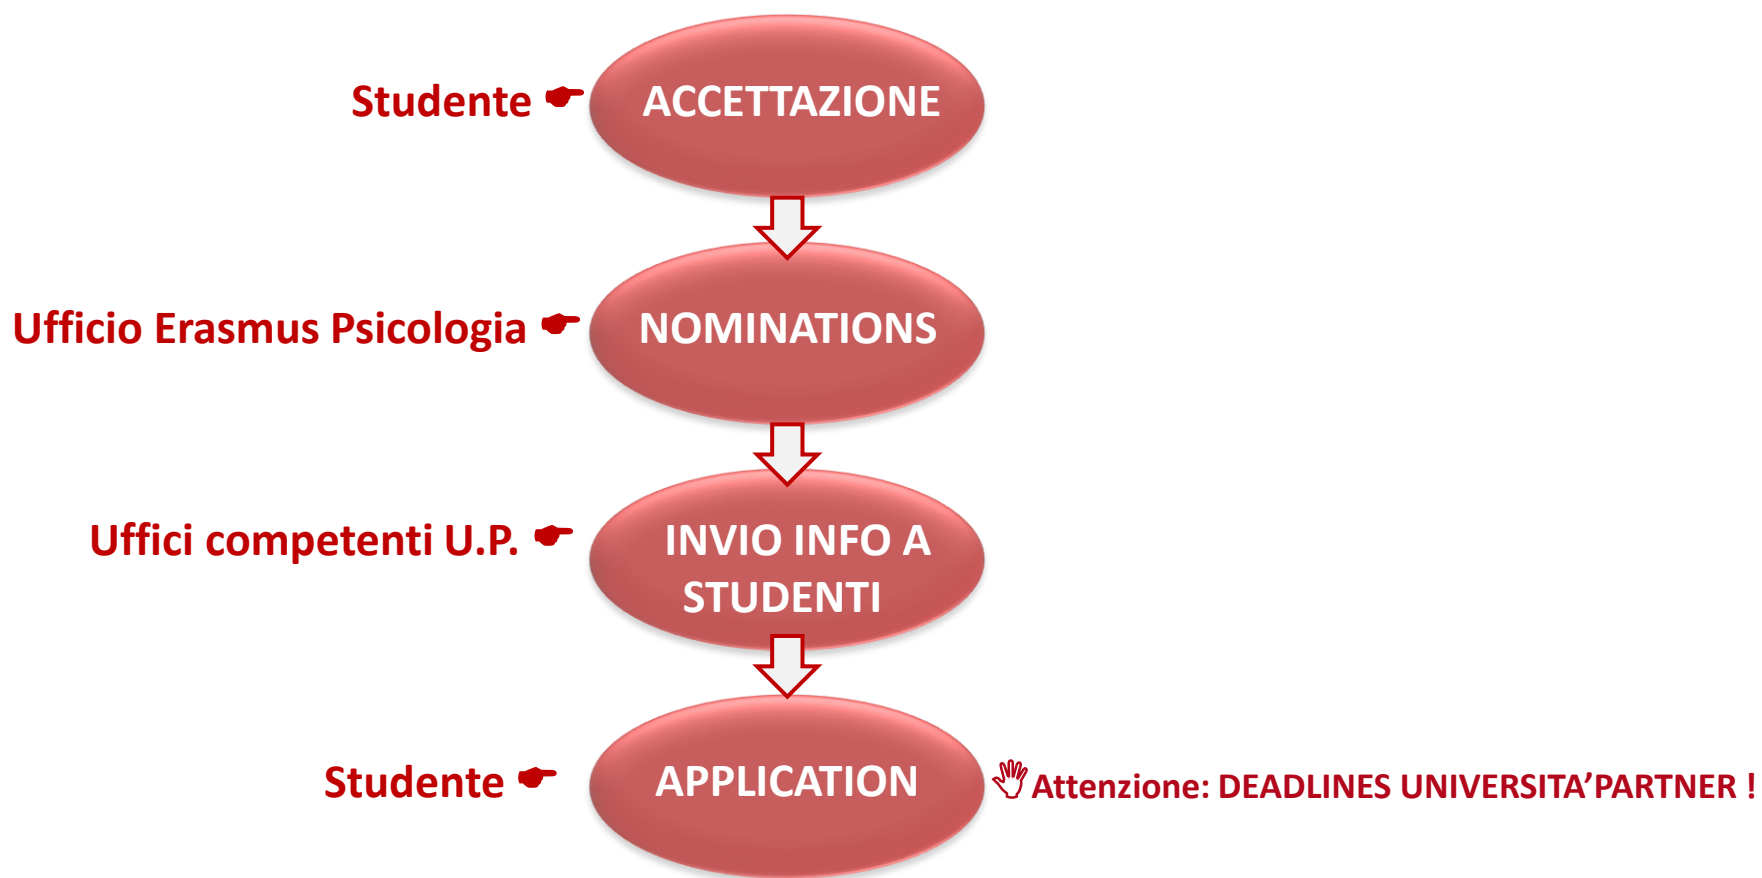 Studente ☛ ACCETTAZIONE
Ufficio Erasmus Psicologia ☛ NOMINATIONS
Uffici competenti U.P. ☛ INVIO INFO A
STUDENTI
Studente ☛ APPLICATION
Attenzione: DEADLINES UNIVERSITA’PARTNER !